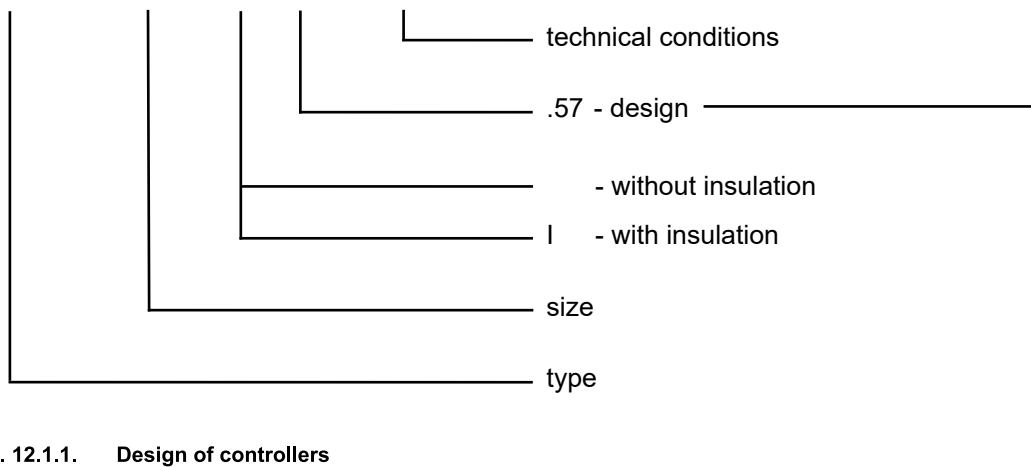 technical conditions
.57 - design
- without insulation
I - with insulation
size
type
. 12.1.1. Design of controllers